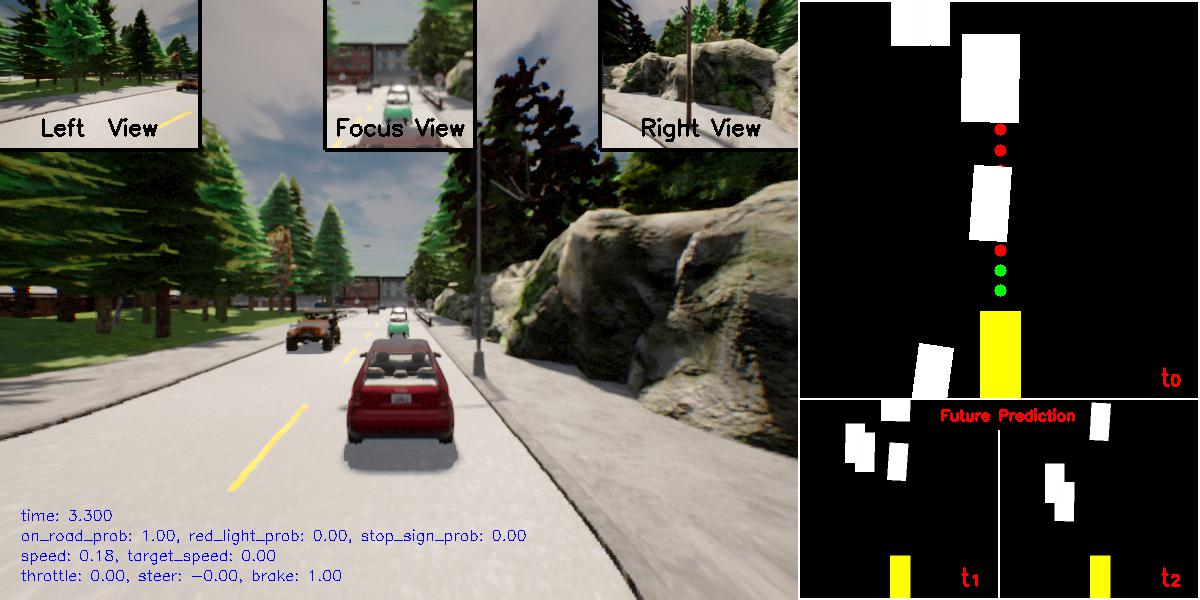 Left View
Focus View
Right View
t0
Future Prediction
t1
t2
time: 3.300
on_road_prob: 1.00, red_light_prob: 0.00, stop_sign_prob: 0.00
speed: 0.18, target_speed: 0.00
throttle: 0.00, steer: −0.00, brake: 1.00